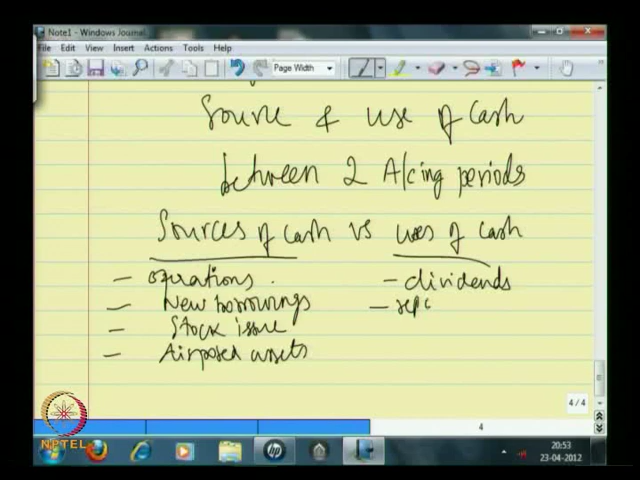 Note1 - Windows Journal
File Edit View Insert Actions Tools Help
Page Width
Source & use of Cash
between 2 A/cing periods
Sources of cash vs uses of cash
- operations. - dividends
- New borrowings - rep
- Stock issue
- assets
4/4
4
NPTEL
hp
20:53
23-04-2012